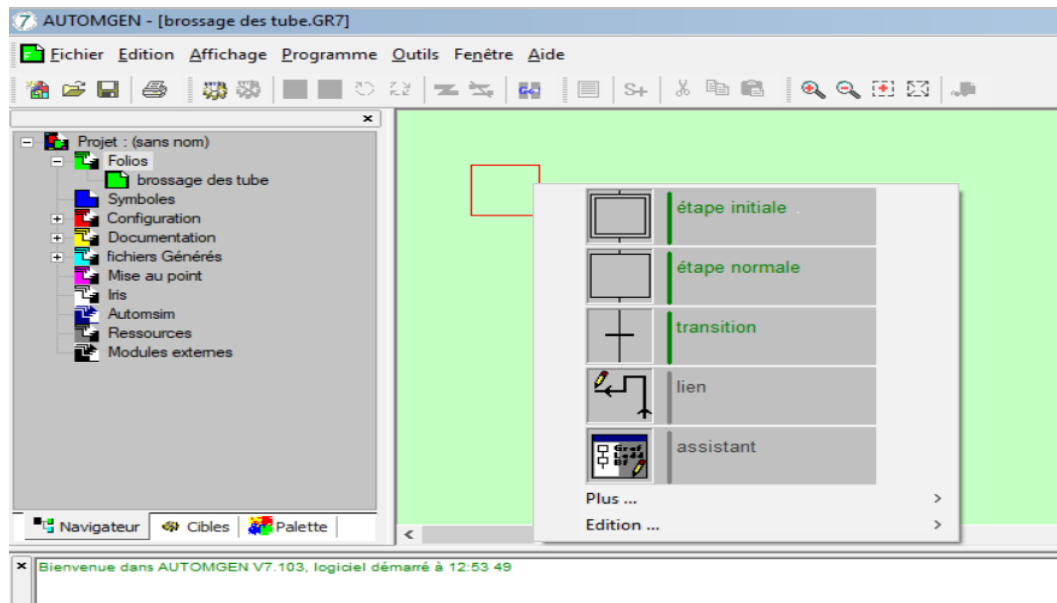 AUTOMGEN - [brossage des tube.GR7]
Fichier Edition Affichage Programme Outils Fenêtre Aide
S+
Projet : (sans nom)
Folios
brossage des tube
Symboles
Configuration
Documentation
fichiers Générés
Mise au point
Iris
Automsim
Ressources
Modules externes
Navigateur Cibles Palette
étape initiale
étape normale
transition
lien
assistant
Plus ...
Edition ...
Bienvenue dans AUTOMGEN V7.103, logiciel démarré à 12:53 49